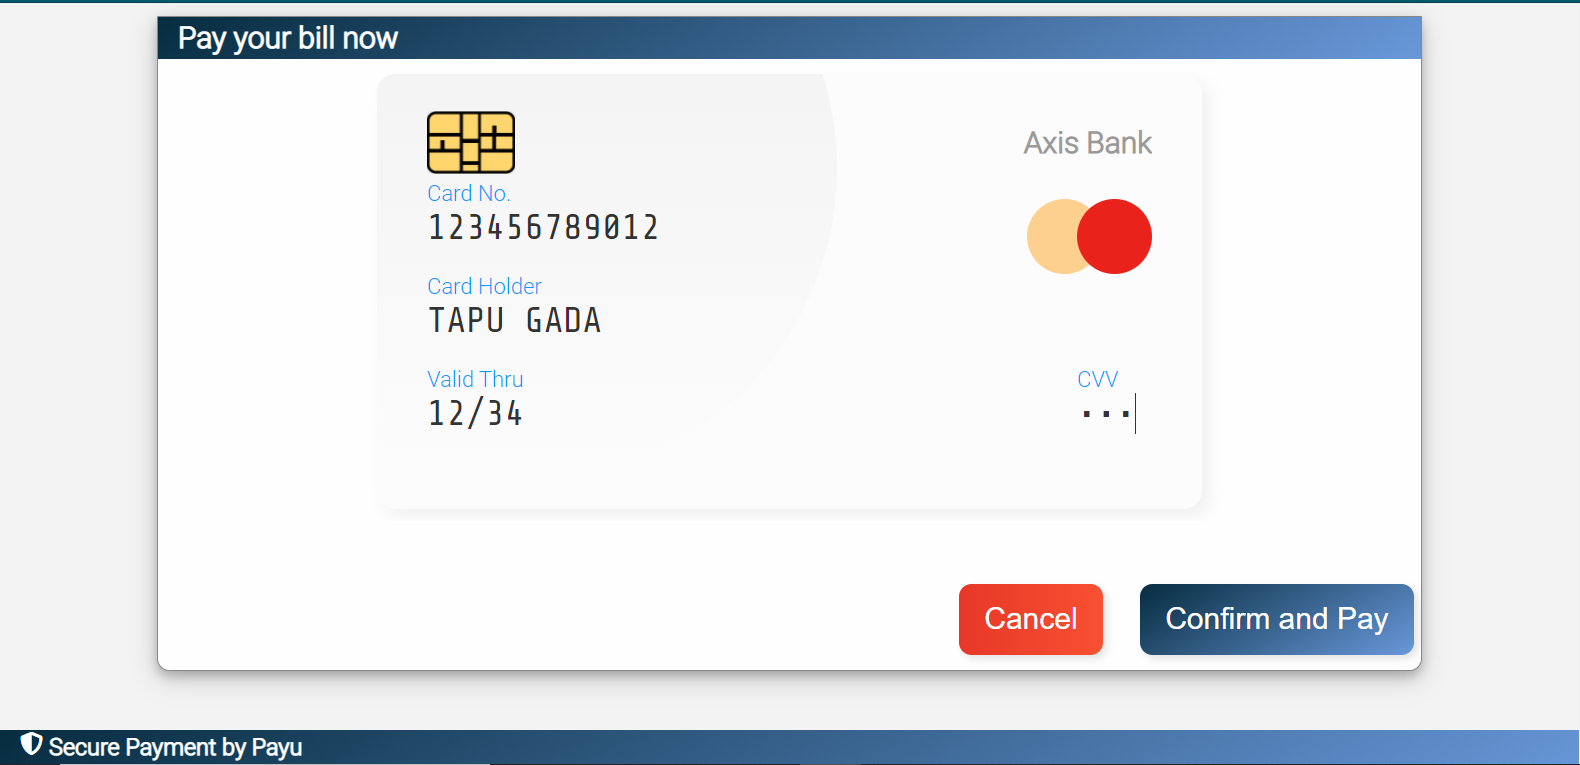 Pay your bill now
Axis Bank
Card No.
123456789012
Card Holder
TAPU GADA
Valid Thru
12/34
CVV
···
Cancel
Confirm and Pay
Secure Payment by Payu